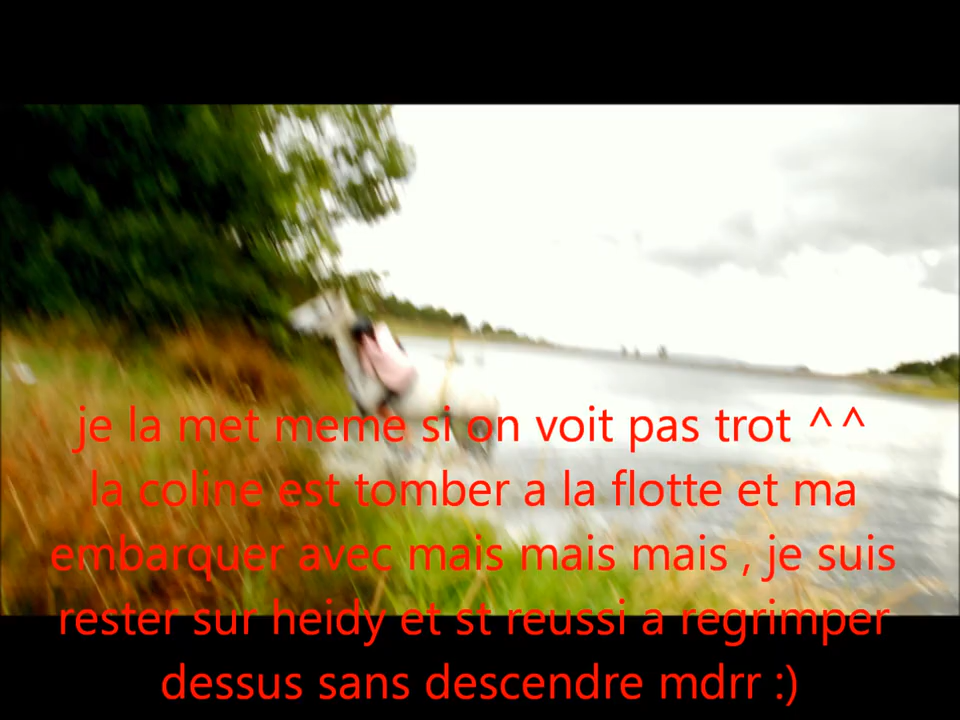 je la met meme si on voit pas trot ^^
la coline est tomber a la flotte et ma
embarquer avec mais mais mais , je suis
rester sur heidy et st reussi a regrimper
dessus sans descendre mdrr :)